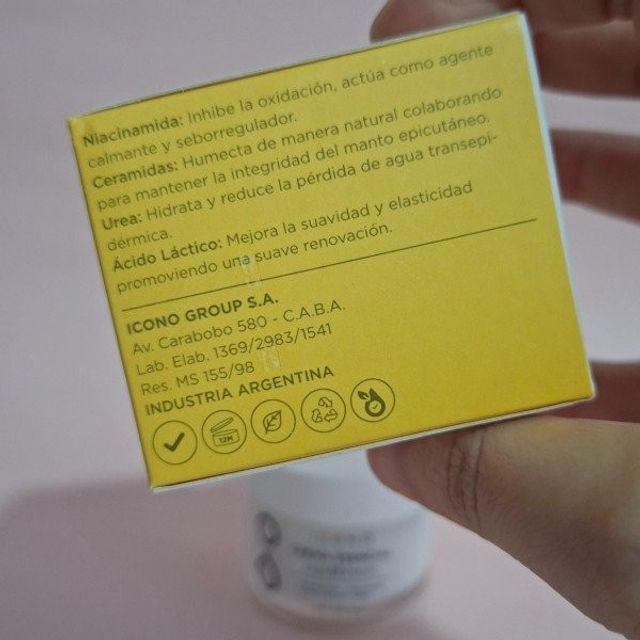 Niacinamida: Inhibe la oxidación, actúa como agente
calmante y seborregulador.
Ceramidas: Humecta de manera natural colaborando
para mantener la integridad del manto epicutáneo.
Urea: Hidrata y reduce la pérdida de agua transepi-
dérmica.
Ácido Láctico: Mejora la suavidad y elasticidad
promoviendo una suave renovación.
ICONO GROUP S.A.
Av. Carabobo 580 - C.A.B.A.
Lab. Elab. 1369/2983/1541
Res. MS 155/98
INDUSTRIA ARGENTINA
12M